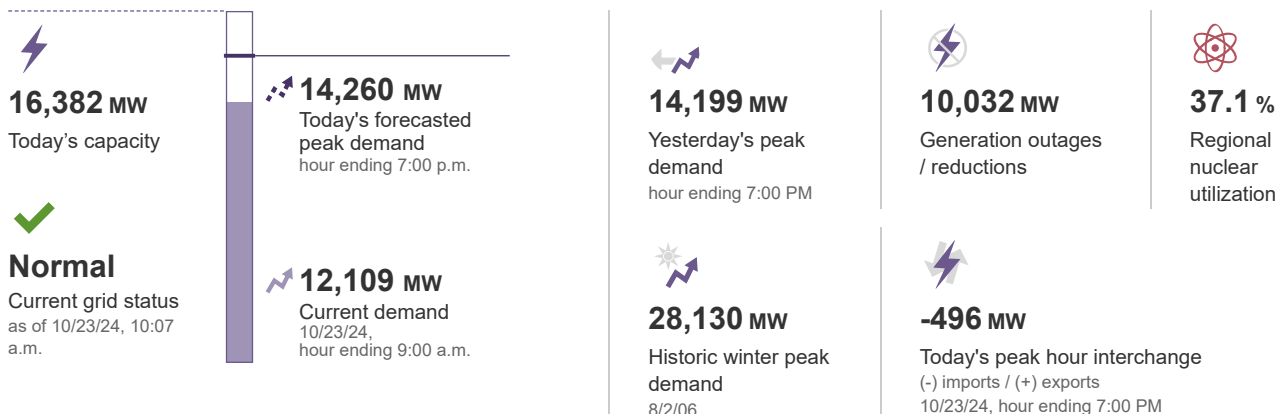 16,382 MW
Today's capacity
Normal
Current grid status
as of 10/23/24, 10:07
a.m.
14,260 MW
Today's forecasted
peak demand
hour ending 7:00 p.m.
12,109 MW
Current demand
10/23/24,
hour ending 9:00 a.m.
14,199 MW
Yesterday's peak
demand
hour ending 7:00 PM
10,032 MW
Generation outages
/ reductions
37.1 %
Regional
nuclear
utilization
28,130 MW
Historic winter peak
demand
8/2/06
-496 MW
Today's peak hour interchange
(-) imports / (+) exports
10/23/24, hour ending 7:00 PM